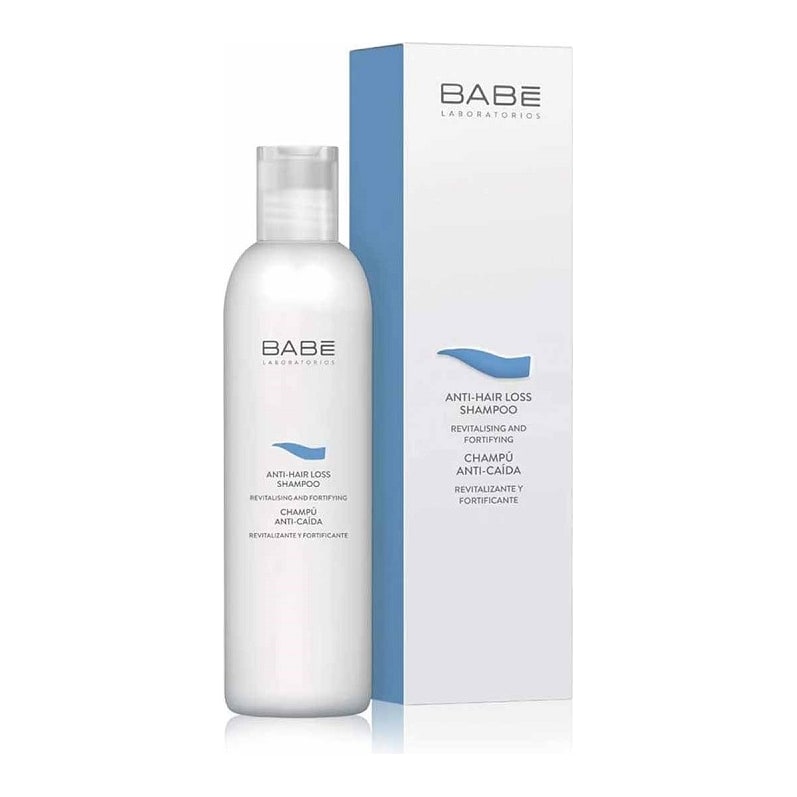 BABĒ
LABORATORIOS
ANTI-HAIR LOSS
SHAMPOO
REVITALISING AND FORTIFYING
CHAMPÚ
ANTI-CAÍDA
REVITALIZANTE Y FORTIFICANTE
BABĒ
LABORATORIOS
ANTI-HAIR LOSS
SHAMPOO
REVITALISING AND
FORTIFYING
CHAMPÚ
ANTI-CAÍDA
REVITALIZANTE Y
FORTIFICANTE